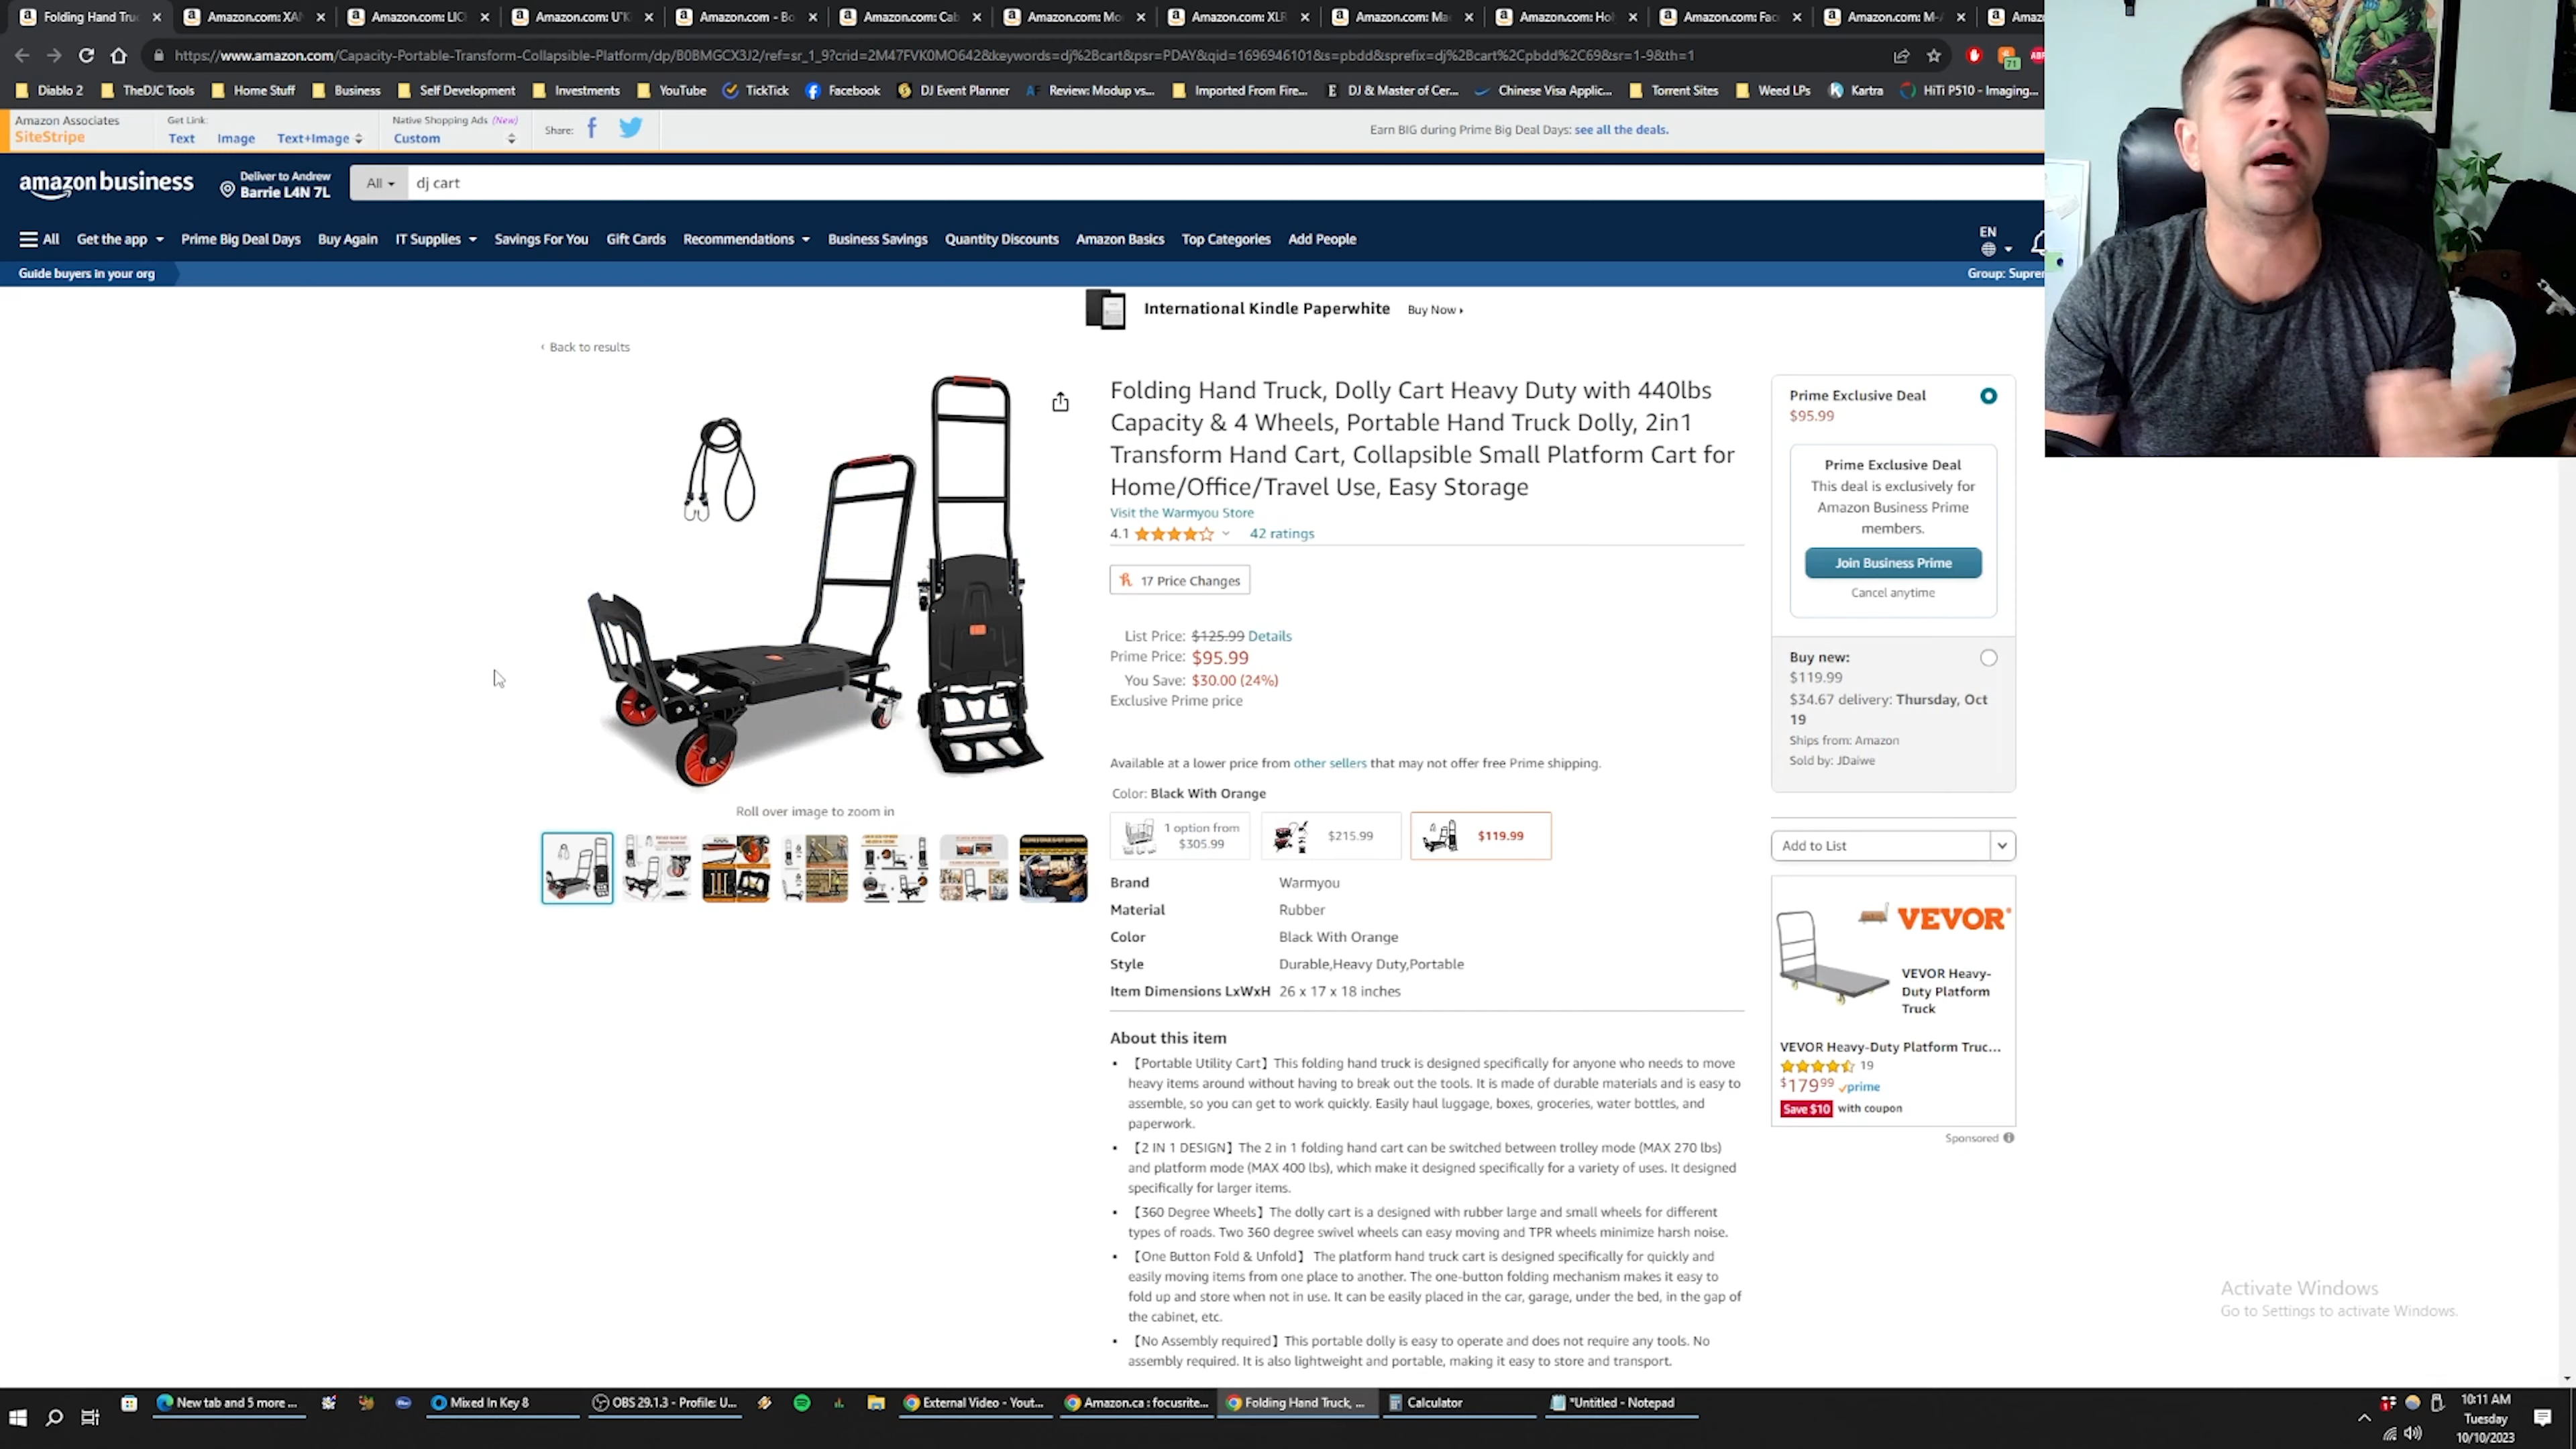 Folding Hand Truc
Amazon.com: XAN
Amazon.com: LIC
Amazon.com: U'K
Amazon.com - Bo
Amazon.com: Cab
Amazon.com: Mo
Amazon.com: XLR
Amazon.com: Ma
Amazon.com: Hol
Amazon.com: Fac
Amazon.com: M-A
Amaz
https://www.amazon.com/Capacity-Portable-Transform-Collapsible-Platform/dp/B0BMGCX3J2/ref=sr_1_9?crid=2M47FVK0MO642&keywords=dj%2Bcart&psr=PDAY&qid=1696946101&s=pbdd&sprefix=dj%2Bcart%2Cpbdd%2C69&sr=1-9&th=1
71
Diablo 2 TheDJC Tools Home Stuff Business Self Development Investments YouTube TickTick Facebook DJ Event Planner Review: Modup vs... Imported From Fire... DJ & Master of Cer... Chinese Visa Applic... Torrent Sites Weed LPs Kartra HiTi P510 - Imaging...
Amazon Associates
SiteStripe
Get Link:
Text Image Text+Image
Native Shopping Ads (New)
Custom
Share:
Earn BIG during Prime Big Deal Days: see all the deals.
amazon business
Deliver to Andrew
Barrie L4N 7L
All dj cart
All Get the app Prime Big Deal Days Buy Again IT Supplies Savings For You Gift Cards Recommendations Business Savings Quantity Discounts Amazon Basics Top Categories Add People
EN
Guide buyers in your org
Group: Supre
International Kindle Paperwhite Buy Now ›
‹ Back to results
Folding Hand Truck, Dolly Cart Heavy Duty with 440lbs
Capacity & 4 Wheels, Portable Hand Truck Dolly, 2in1
Transform Hand Cart, Collapsible Small Platform Cart for
Home/Office/Travel Use, Easy Storage
Visit the Warmyou Store
4.1 42 ratings
17 Price Changes
List Price: $125.99 Details
Prime Price: $95.99
You Save: $30.00 (24%)
Exclusive Prime price
Available at a lower price from other sellers that may not offer free Prime shipping.
Color: Black With Orange
1 option from
$305.99
$215.99
$119.99
Roll over image to zoom in
Brand Warmyou
Material Rubber
Color Black With Orange
Style Durable,Heavy Duty,Portable
Item Dimensions LxWxH 26 x 17 x 18 inches
About this item
• 【Portable Utility Cart】This folding hand truck is designed specifically for anyone who needs to move
heavy items around without having to break out the tools. It is made of durable materials and is easy to
assemble, so you can get to work quickly. Easily haul luggage, boxes, groceries, water bottles, and
paperwork.
• 【2 IN 1 DESIGN】The 2 in 1 folding hand cart can be switched between trolley mode (MAX 270 lbs)
and platform mode (MAX 400 lbs), which make it designed specifically for a variety of uses. It designed
specifically for larger items.
• 【360 Degree Wheels】The dolly cart is a designed with rubber large and small wheels for different
types of roads. Two 360 degree swivel wheels can easy moving and TPR wheels minimize harsh noise.
• 【One Button Fold & Unfold】 The platform hand truck cart is designed specifically for quickly and
easily moving items from one place to another. The one-button folding mechanism makes it easy to
fold up and store when not in use. It can be easily placed in the car, garage, under the bed, in the gap of
the cabinet, etc.
• 【No Assembly required】This portable dolly is easy to operate and does not require any tools. No
assembly required. It is also lightweight and portable, making it easy to store and transport.
Prime Exclusive Deal
$95.99
Prime Exclusive Deal
This deal is exclusively for
Amazon Business Prime
members.
Join Business Prime
Cancel anytime
Buy new:
$119.99
$34.67 delivery: Thursday, Oct
19
Ships from: Amazon
Sold by: JDaiwe
Add to List
VEVOR
VEVOR Heavy-
Duty Platform
Truck
VEVOR Heavy-Duty Platform Truc...
19
$179.99 prime
Save $10 with coupon
Sponsored
Activate Windows
Go to Settings to activate Windows.
New tab and 5 more ...
Mixed In Key 8
OBS 29.1.3 - Profile: U...
External Video - Yout...
Amazon.ca : focusrite...
Folding Hand Truck, ...
Calculator
*Untitled - Notepad
10:11 AM
Tuesday
10/10/2023